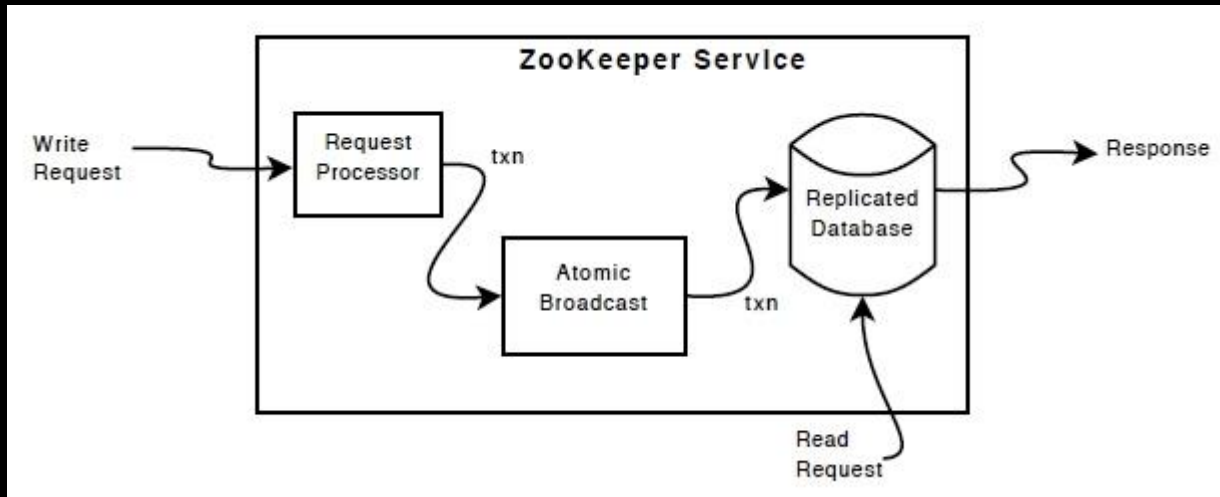 ZooKeeper Service
Write
Request
Request
Processor
txn
Atomic
Broadcast
txn
Replicated
Database
Response
Read
Request